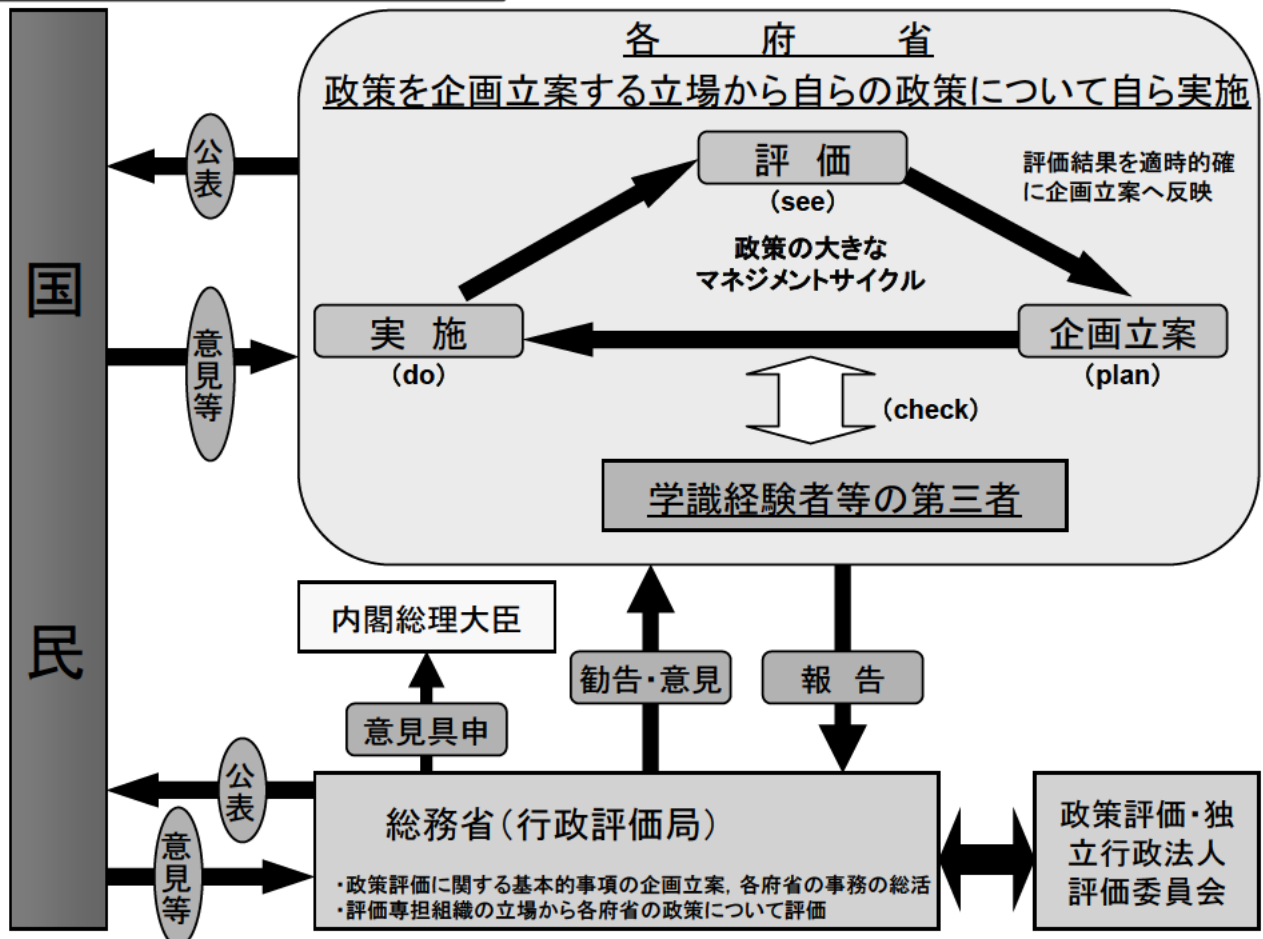 各府省
政策を企画立案する立場から自らの政策について自ら実施
公表
評価
(see)
評価結果を適時的確
に企画立案へ反映
政策の大きな
マネジメントサイクル
国民
意見等
実施
(do)
企画立案
(plan)
(check)
学識経験者等の第三者
内閣総理大臣
勧告・意見
報告
意見具申
公表
意見等
総務省(行政評価局)
・政策評価に関する基本的事項の企画立案, 各府省の事務の総活
・評価専担組織の立場から各府省の政策について評価
政策評価・独
立行政法人
評価委員会